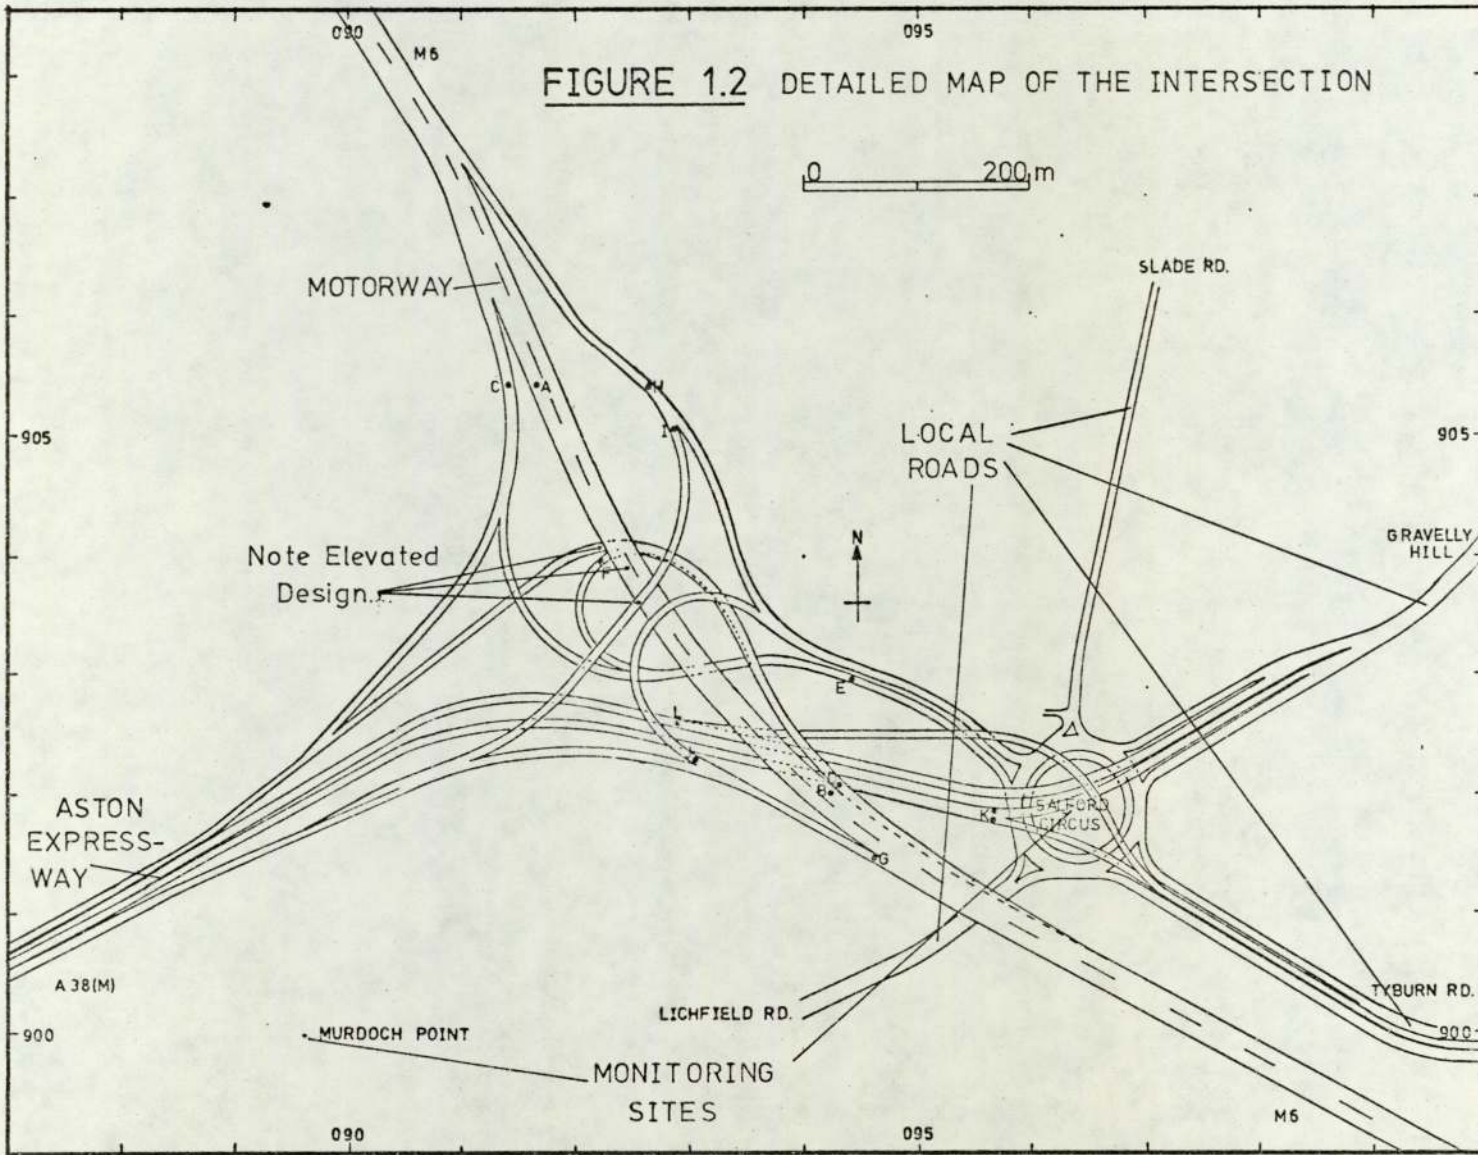 090
095
M6
FIGURE 1.2 DETAILED MAP OF THE INTERSECTION
0 200 m
SLADE RD.
MOTORWAY
C
A
H
905
I
LOCAL
ROADS
905
N
GRAVELLY
HILL
Note Elevated
Design.
F
E
L
J
ASTON
EXPRESS-
WAY
D
B
K
SALFORD
CIRCUS
G
A 38(M)
LICHFIELD RD.
TYBURN RD.
900
MURDOCH POINT
900
MONITORING
SITES
M6
090
095